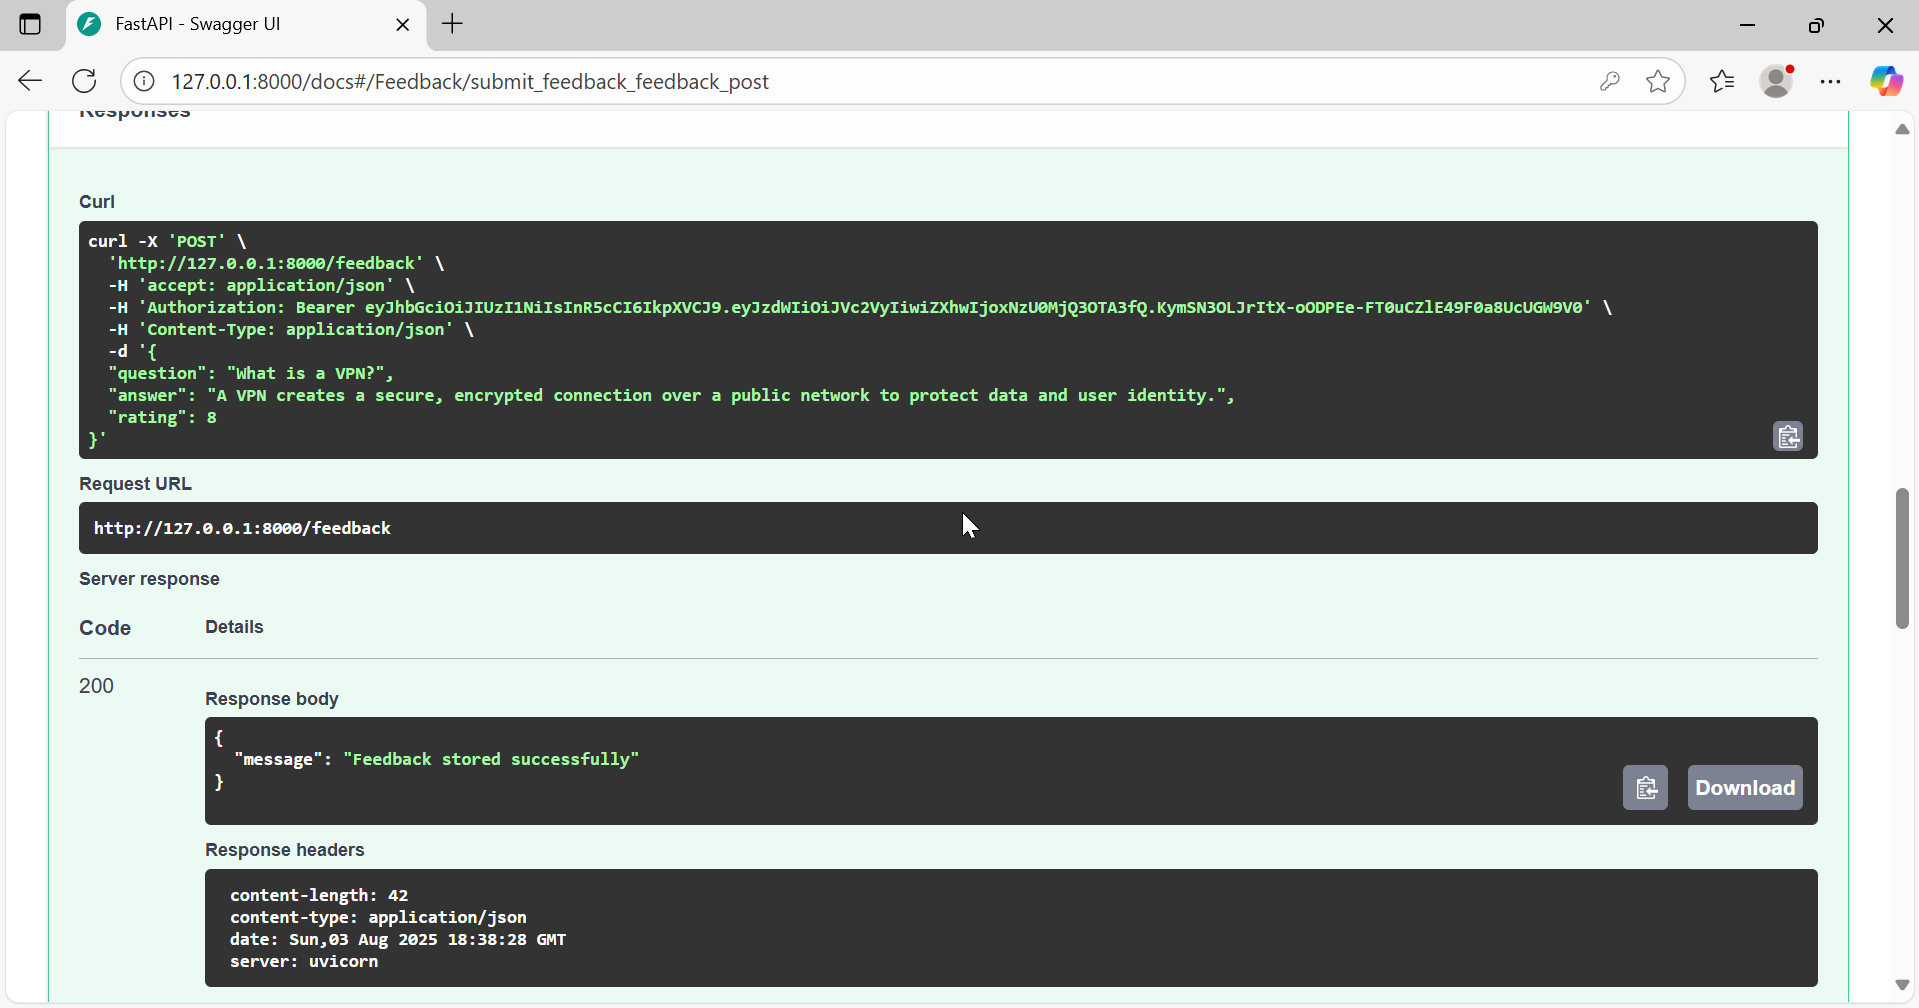 FastAPI - Swagger UI
127.0.0.1:8000/docs#/Feedback/submit_feedback_feedback_post
Responses
Curl
curl -X 'POST' \
'http://127.0.0.1:8000/feedback' \
-H 'accept: application/json' \
-H 'Authorization: Bearer eyJhbGciOiJIUzI1NiIsInR5cCI6IkpXVCJ9.eyJzdWIiOiJVc2VyIiwiZXhwIjoxNzU0MjQ3OTA3fQ.KymSN3OLJrItX-oODPEe-FT0uCZlE49F0a8UcUGW9V0' \
-H 'Content-Type: application/json' \
-d '{
"question": "What is a VPN?",
"answer": "A VPN creates a secure, encrypted connection over a public network to protect data and user identity.",
"rating": 8
}'
Request URL
http://127.0.0.1:8000/feedback
Server response
Code Details
200
Response body
{
"message": "Feedback stored successfully"
}
Download
Response headers
content-length: 42
content-type: application/json
date: Sun,03 Aug 2025 18:38:28 GMT
server: uvicorn